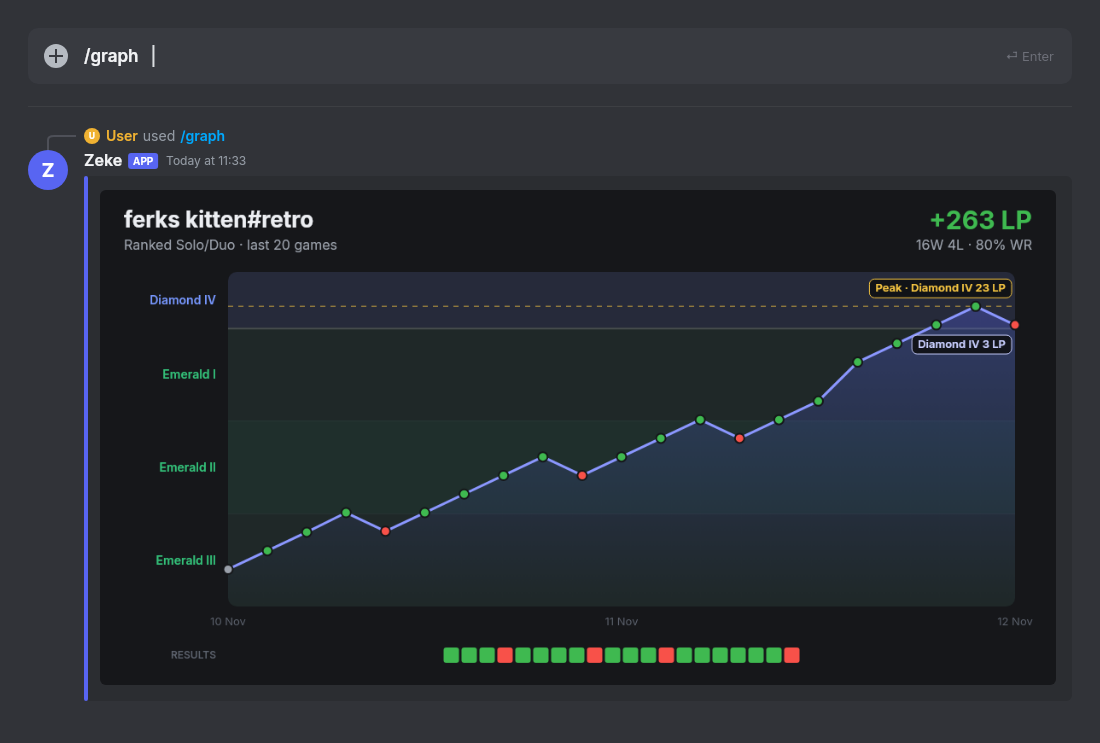 /graph
⏎ Enter
U User used /graph
Z
Zeke APP Today at 11:33
ferks kitten#retro
+263 LP
Ranked Solo/Duo · last 20 games
16W 4L · 80% WR
Peak · Diamond IV 23 LP
Diamond IV
Diamond IV 3 LP
Emerald I
Emerald II
Emerald III
10 Nov
11 Nov
12 Nov
RESULTS